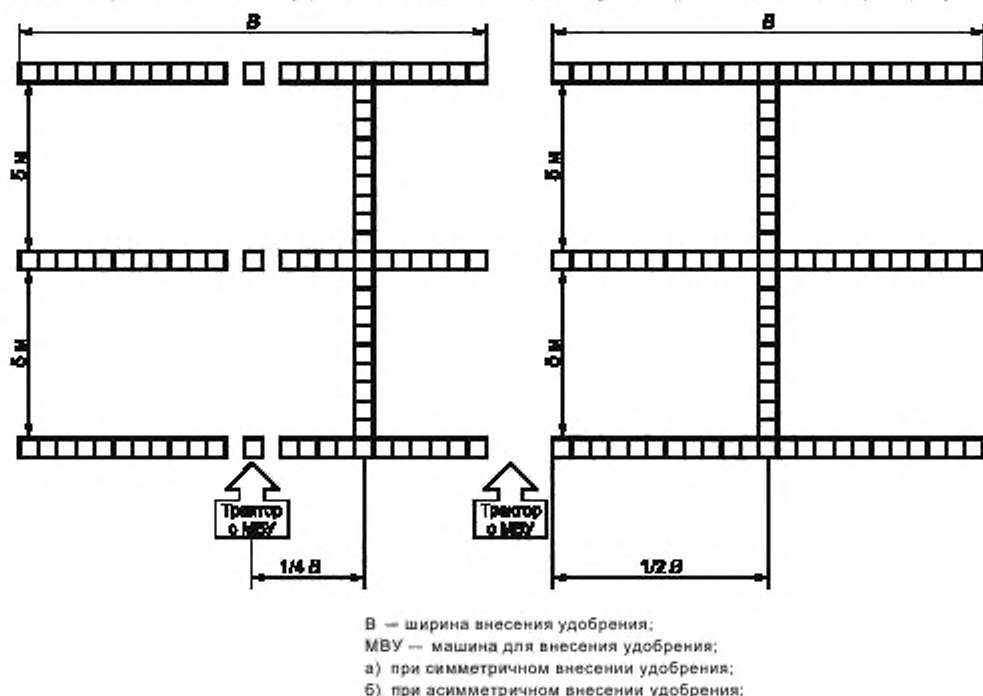 В В
5 м 5 м
5 м 5 м
Трактор Трактор
с МВУ с МВУ
1/4 В 1/2 В
В — ширина внесения удобрения;
МВУ — машина для внесения удобрения;
а) при симметричном внесении удобрения;
б) при асимметричном внесении удобрения;